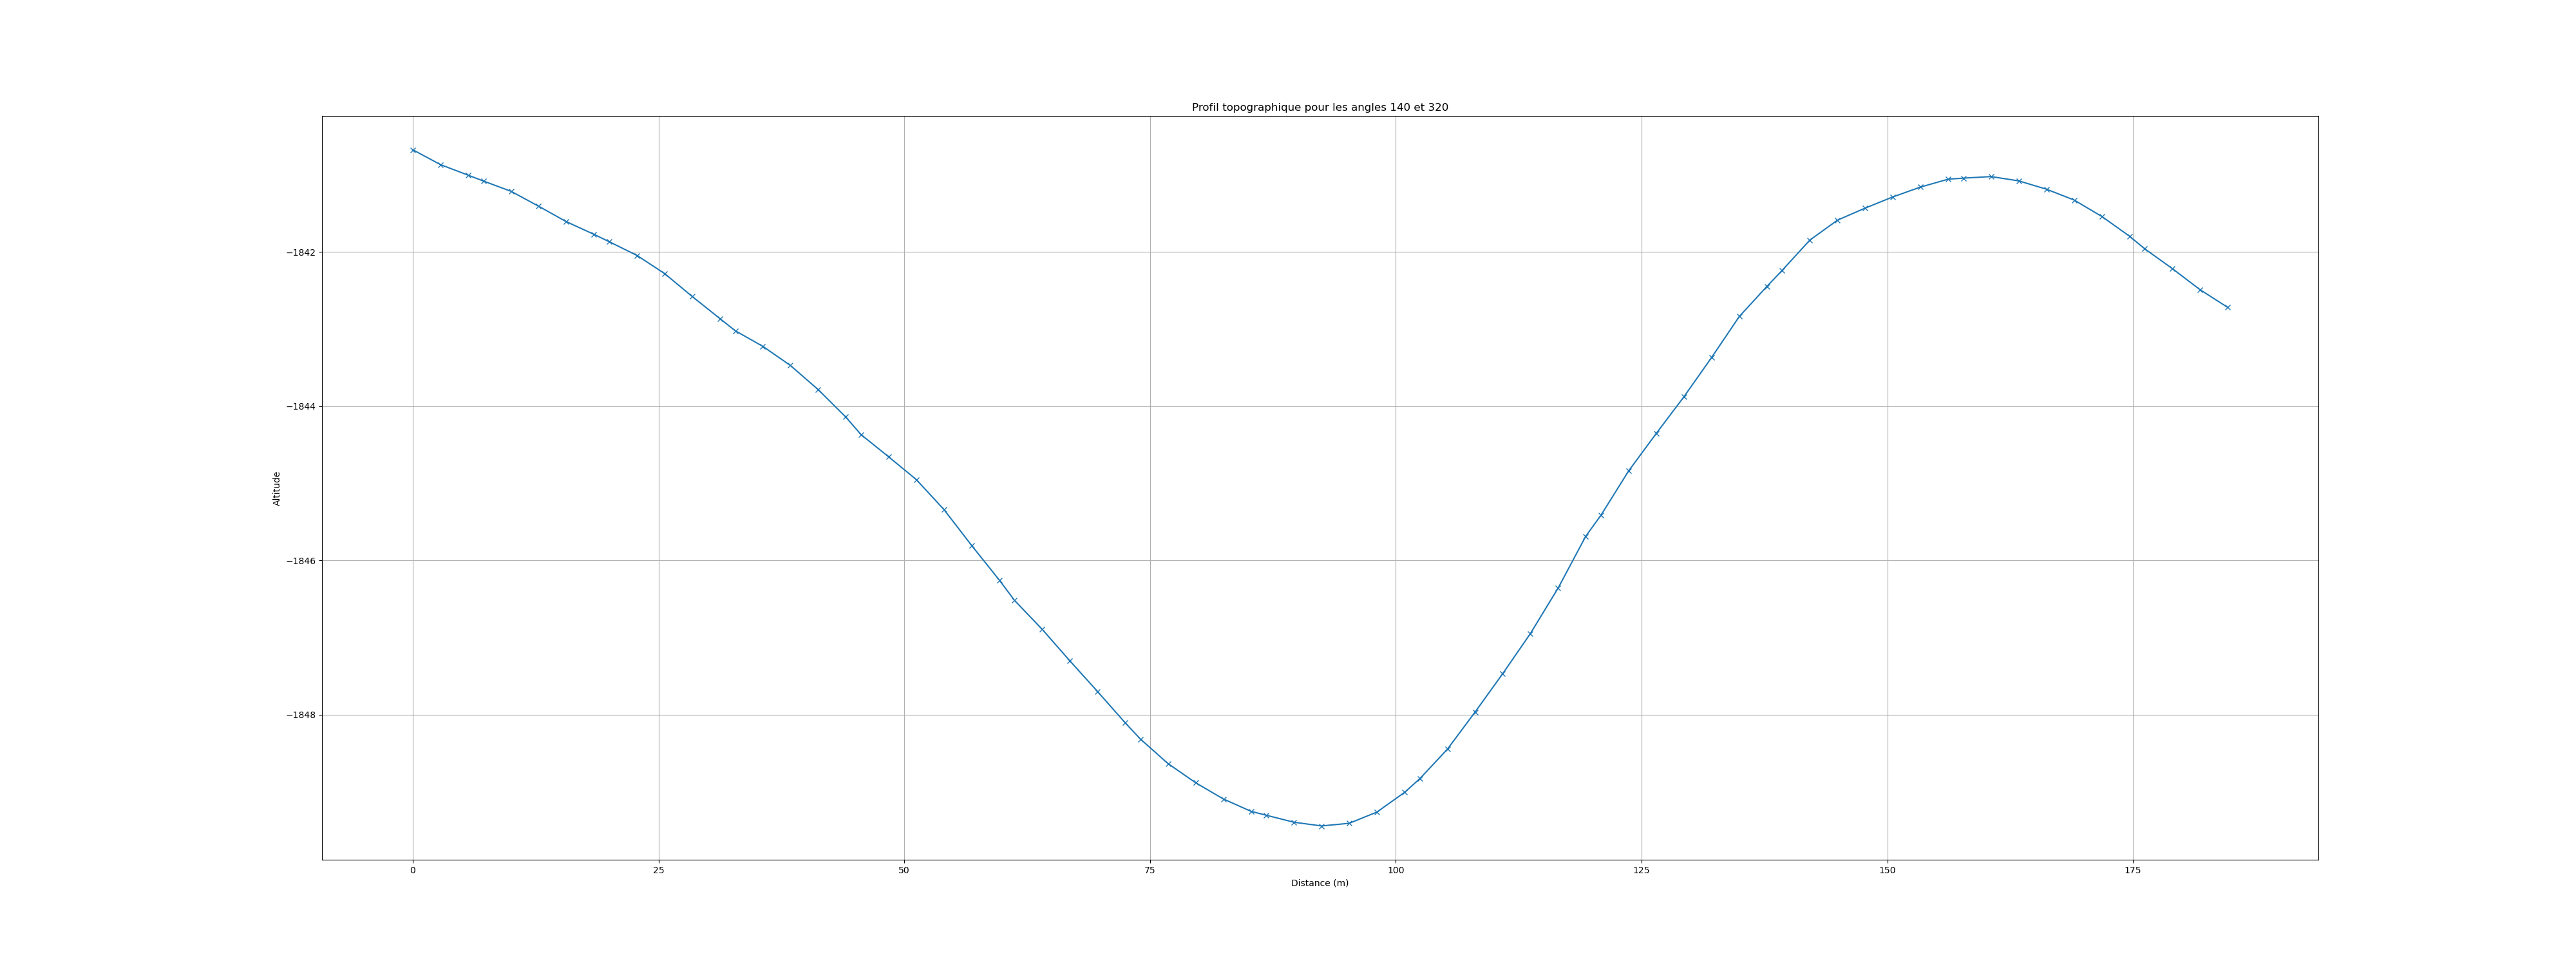 Profil topographique pour les angles 140 et 320
Altitude
−1842
−1844
−1846
−1848
0 25 50 75 100 125 150 175
Distance (m)